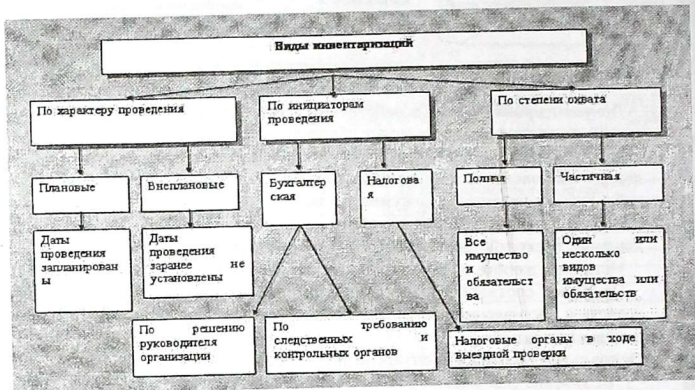 Виды инвентаризаций
По характеру проведения
По инициаторам
проведения
По степени охвата
Плановые
Внеплановые
Бухгалтер
ская
Налогова
я
Полная
Частичная
Даты
проведения
запланирован
ы
Даты
проведения
заранее не
установлены
Все
имущество
и
обязательст
ва
Один или
несколько
видов
имущества или
обязательств
По решению
руководителя
организации
По требованию
следственных и
контрольных органов
Налоговые органы в ходе
выездной проверки